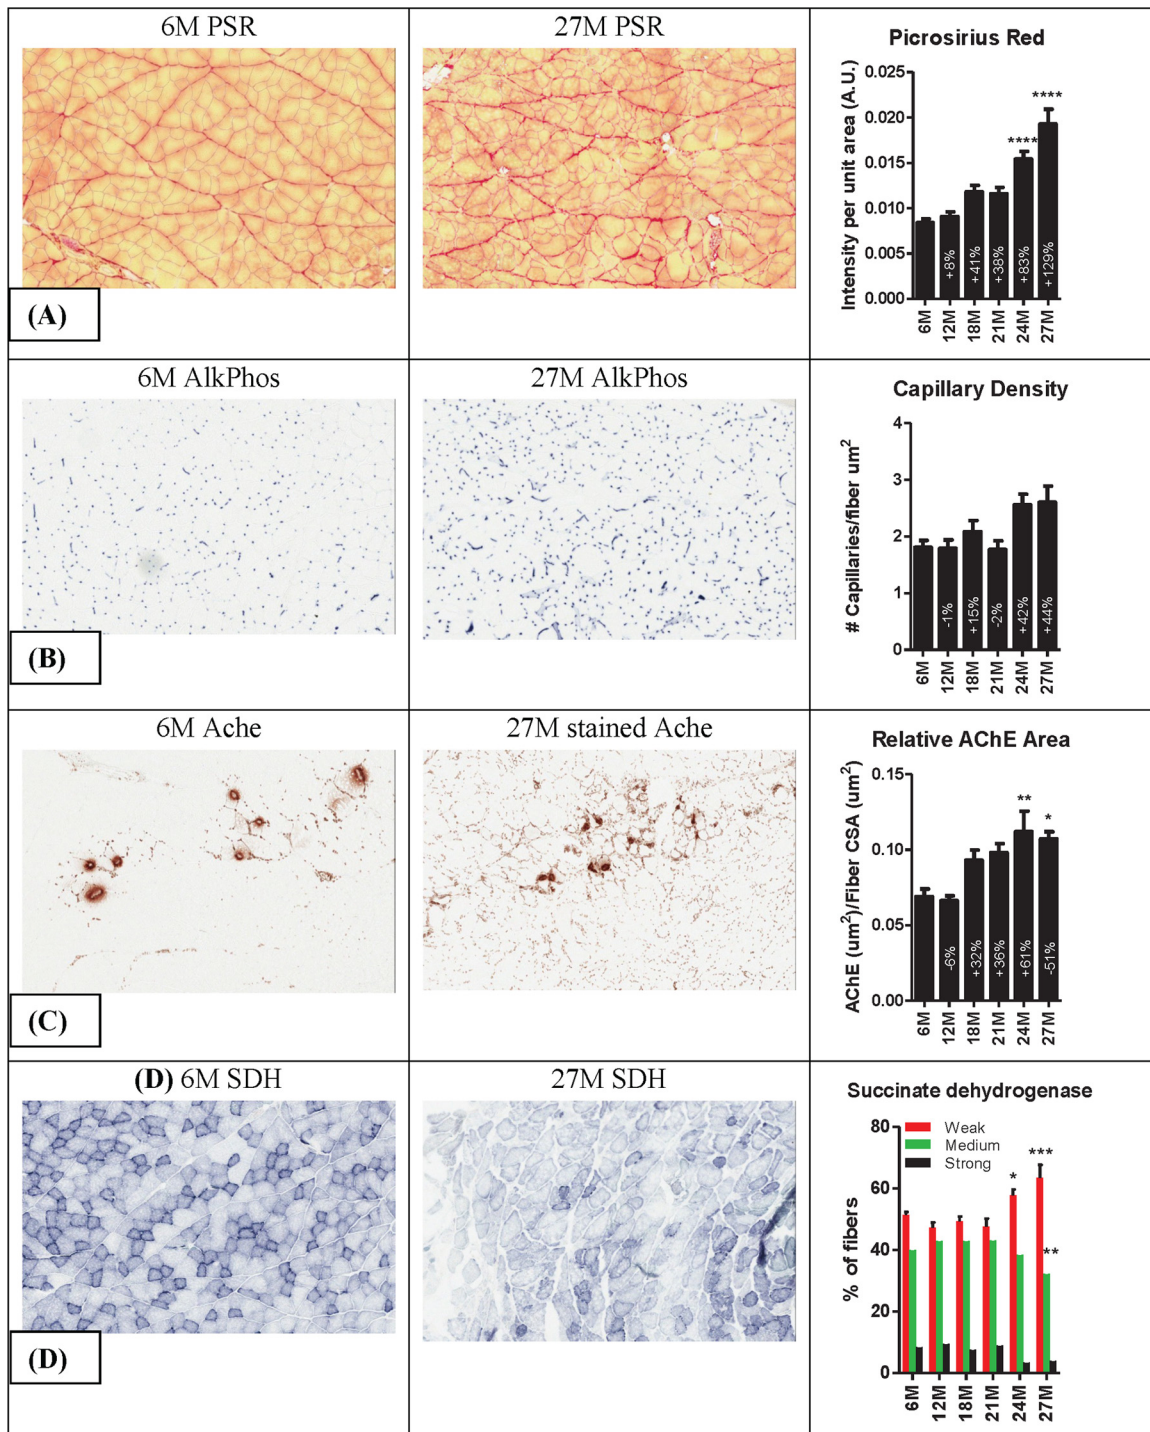 6M PSR
27M PSR
Picrosirius Red
Intensity per unit area (A.U.)
0.025
0.020
0.015
0.010
0.005
0.000
****
****
+8%
+41%
+38%
+83%
+129%
6M
12M
18M
21M
24M
27M
(A)
6M AlkPhos
27M AlkPhos
Capillary Density
# Capillaries/fiber um²
4
3
2
1
0
-1%
+15%
-2%
+42%
+44%
6M
12M
18M
21M
24M
27M
(B)
6M Ache
27M stained Ache
Relative AChE Area
AChE (um²)/Fiber CSA (um²)
0.15
0.10
0.05
0.00
**
*
-6%
+32%
+36%
+61%
-51%
6M
12M
18M
21M
24M
27M
(C)
(D) 6M SDH
27M SDH
Succinate dehydrogenase
% of fibers
80
60
40
20
0
Weak
Medium
Strong
*
***
**
6M
12M
18M
21M
24M
27M
(D)